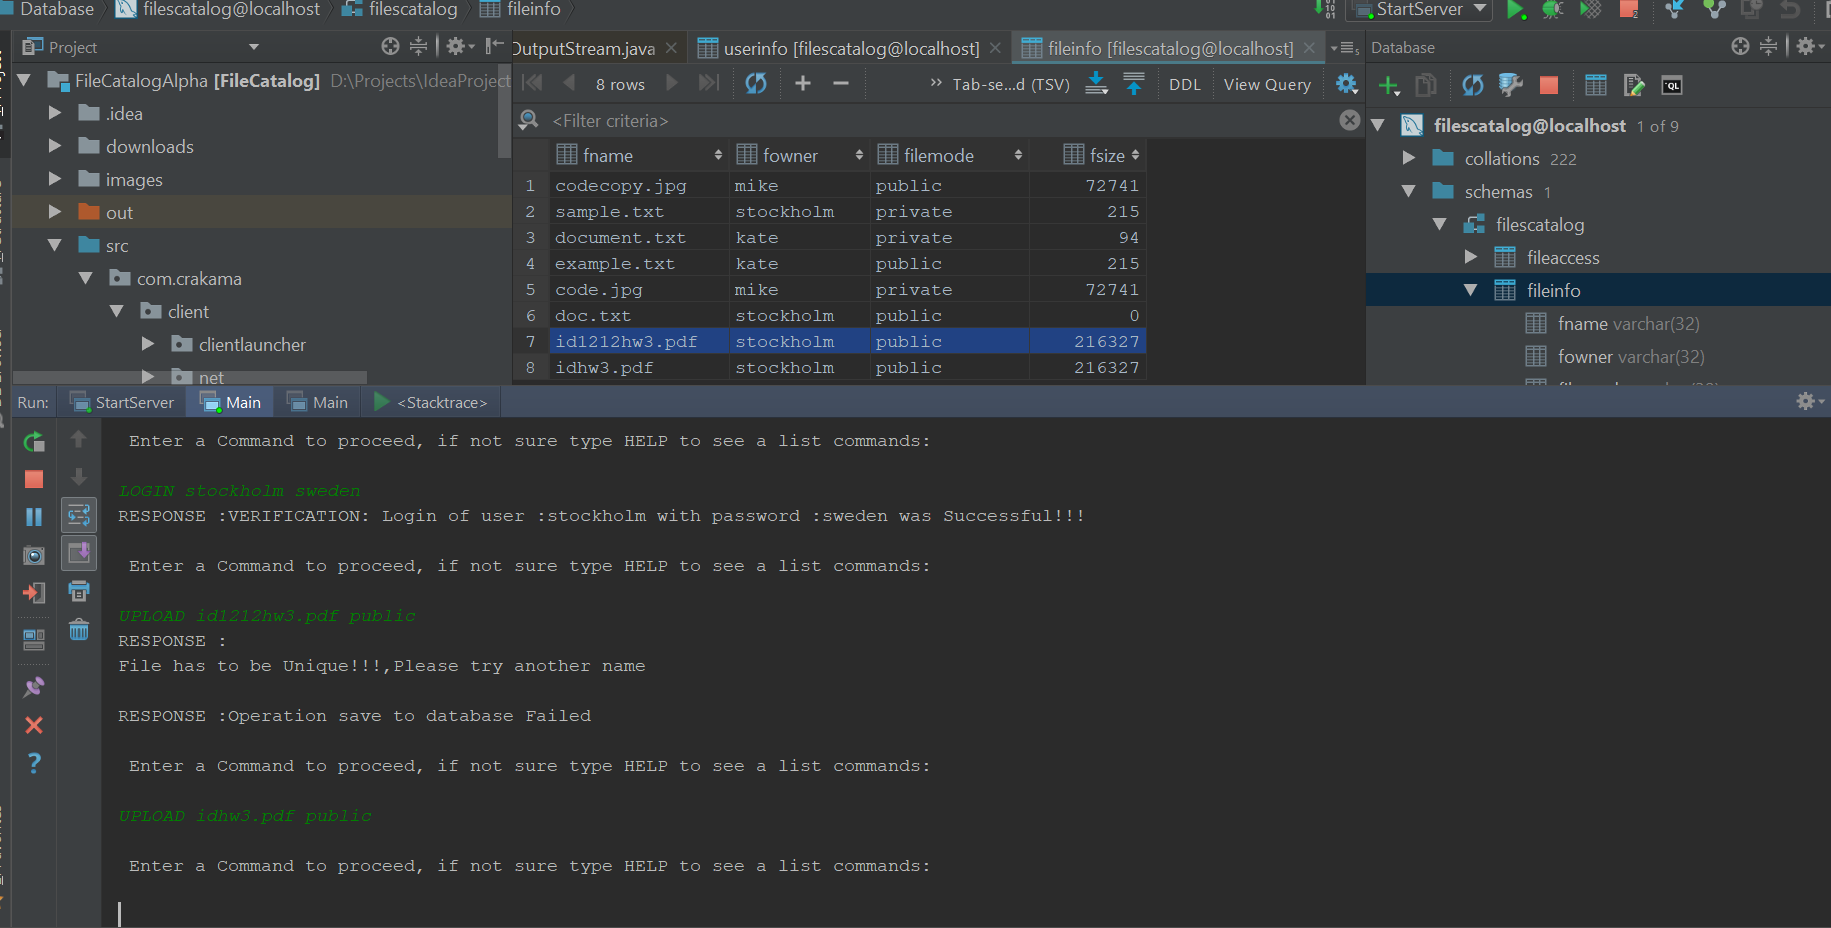 Database filescatalog@localhost filescatalog fileinfo
StartServer
Project
FileCatalogAlpha [FileCatalog] D:\Projects\IdeaProject
.idea
downloads
images
out
src
com.crakama
client
clientlauncher
net
OutputStream.java userinfo [filescatalog@localhost] fileinfo [filescatalog@localhost]
8 rows Tab-se...d (TSV) DDL View Query
<Filter criteria>
fname fowner filemode fsize
1 codecopy.jpg mike public 72741
2 sample.txt stockholm private 215
3 document.txt kate private 94
4 example.txt kate public 215
5 code.jpg mike private 72741
6 doc.txt stockholm public 0
7 id1212hw3.pdf stockholm public 216327
8 idhw3.pdf stockholm public 216327
Database
filescatalog@localhost 1 of 9
collations 222
schemas 1
filescatalog
fileaccess
fileinfo
fname varchar(32)
fowner varchar(32)
Run: StartServer Main Main <Stacktrace>
Enter a Command to proceed, if not sure type HELP to see a list commands:
LOGIN stockholm sweden
RESPONSE :VERIFICATION: Login of user :stockholm with password :sweden was Successful!!!
Enter a Command to proceed, if not sure type HELP to see a list commands:
UPLOAD id1212hw3.pdf public
RESPONSE :
File has to be Unique!!!,Please try another name
RESPONSE :Operation save to database Failed
Enter a Command to proceed, if not sure type HELP to see a list commands:
UPLOAD idhw3.pdf public
Enter a Command to proceed, if not sure type HELP to see a list commands: